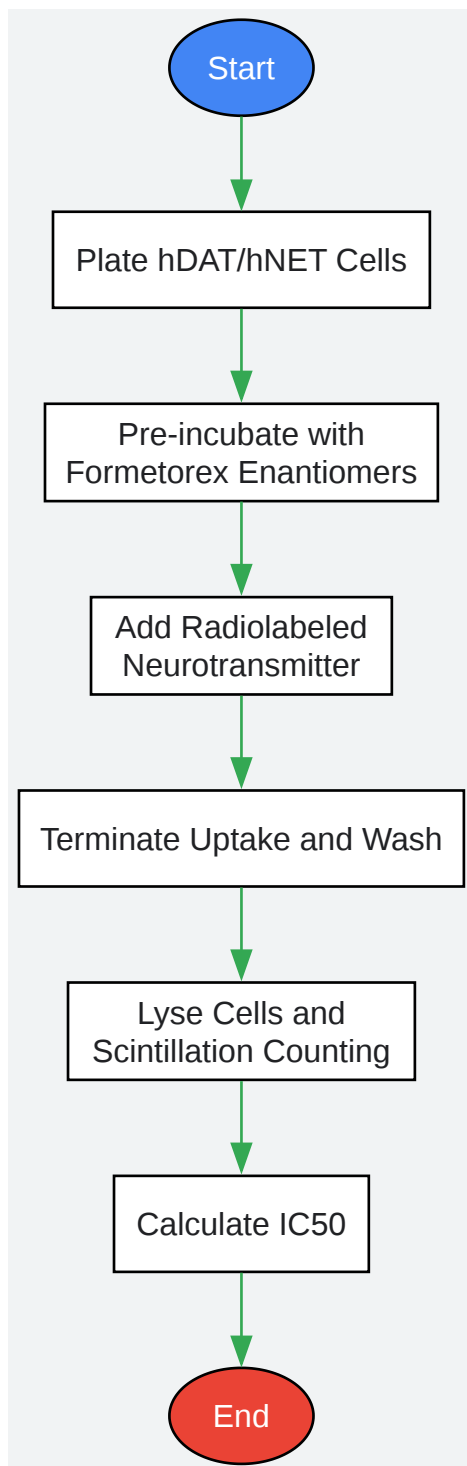 Start
Plate hDAT/hNET Cells
Pre-incubate with
Formetorex Enantiomers
Add Radiolabeled
Neurotransmitter
Terminate Uptake and Wash
Lyse Cells and
Scintillation Counting
Calculate IC50
End